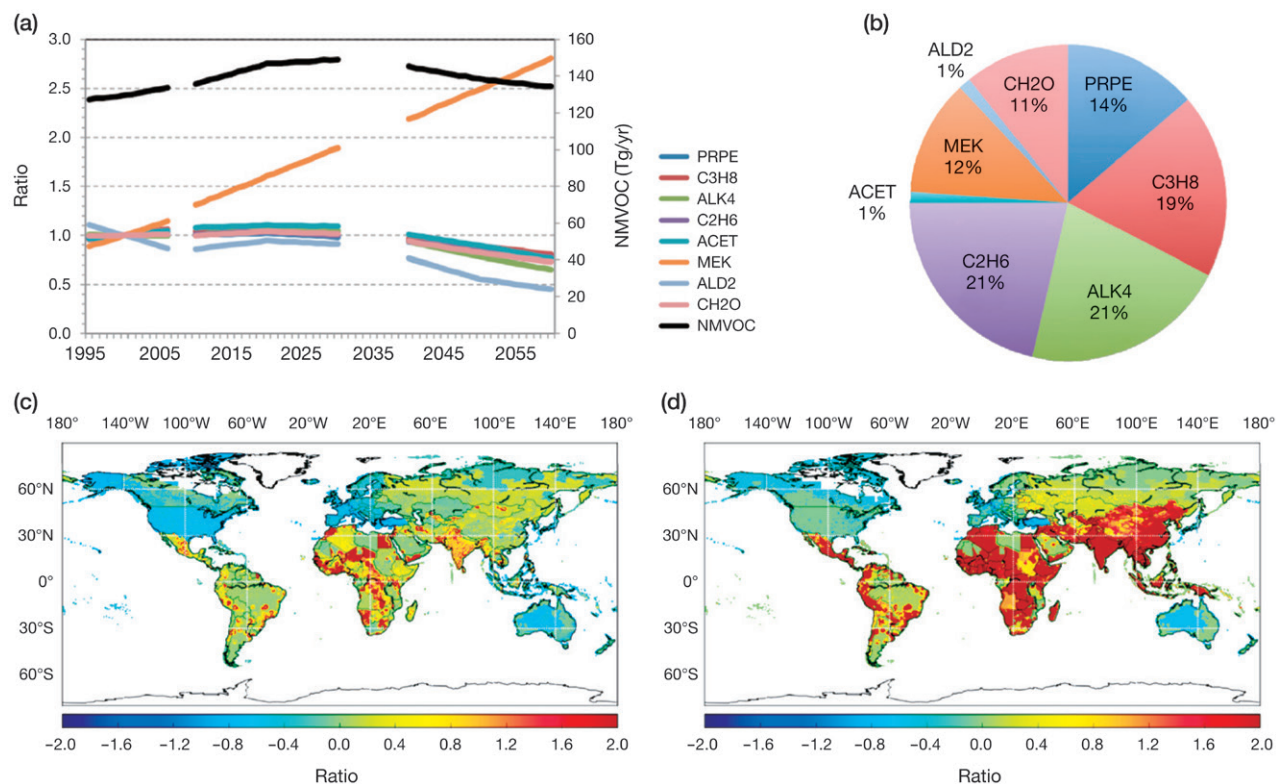 (a)
3.0
2.5
2.0
1.5
1.0
0.5
0.0
Ratio
160
140
120
100
80
60
40
20
0
NMVOC (Tg/yr)
1995 2005 2015 2025 2035 2045 2055
PRPE
C3H8
ALK4
C2H6
ACET
MEK
ALD2
CH2O
NMVOC
(b)
ALD2
1%
CH2O
11%
PRPE
14%
MEK
12%
C3H8
19%
ACET
1%
C2H6
21%
ALK4
21%
(c)
180° 140°W 100°W 60°W 20°W 20°E 60°E 100°E 140°E 180°
60°N
30°N
0°
30°S
60°S
−2.0 −1.6 −1.2 −0.8 −0.4 0.0 0.4 0.8 1.2 1.6 2.0
Ratio
(d)
180° 140°W 100°W 60°W 20°W 20°E 60°E 100°E 140°E 180°
60°N
30°N
0°
30°S
60°S
−2.0 −1.6 −1.2 −0.8 −0.4 0.0 0.4 0.8 1.2 1.6 2.0
Ratio